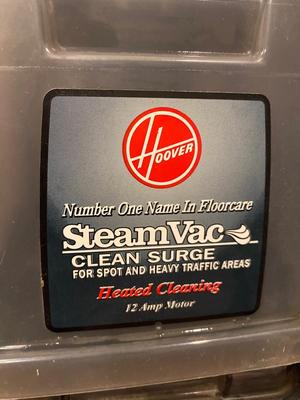 HOOVER
Number One Name In Floorcare
SteamVac
CLEAN SURGE
FOR SPOT AND HEAVY TRAFFIC AREAS
Heated Cleaning
12 Amp Motor